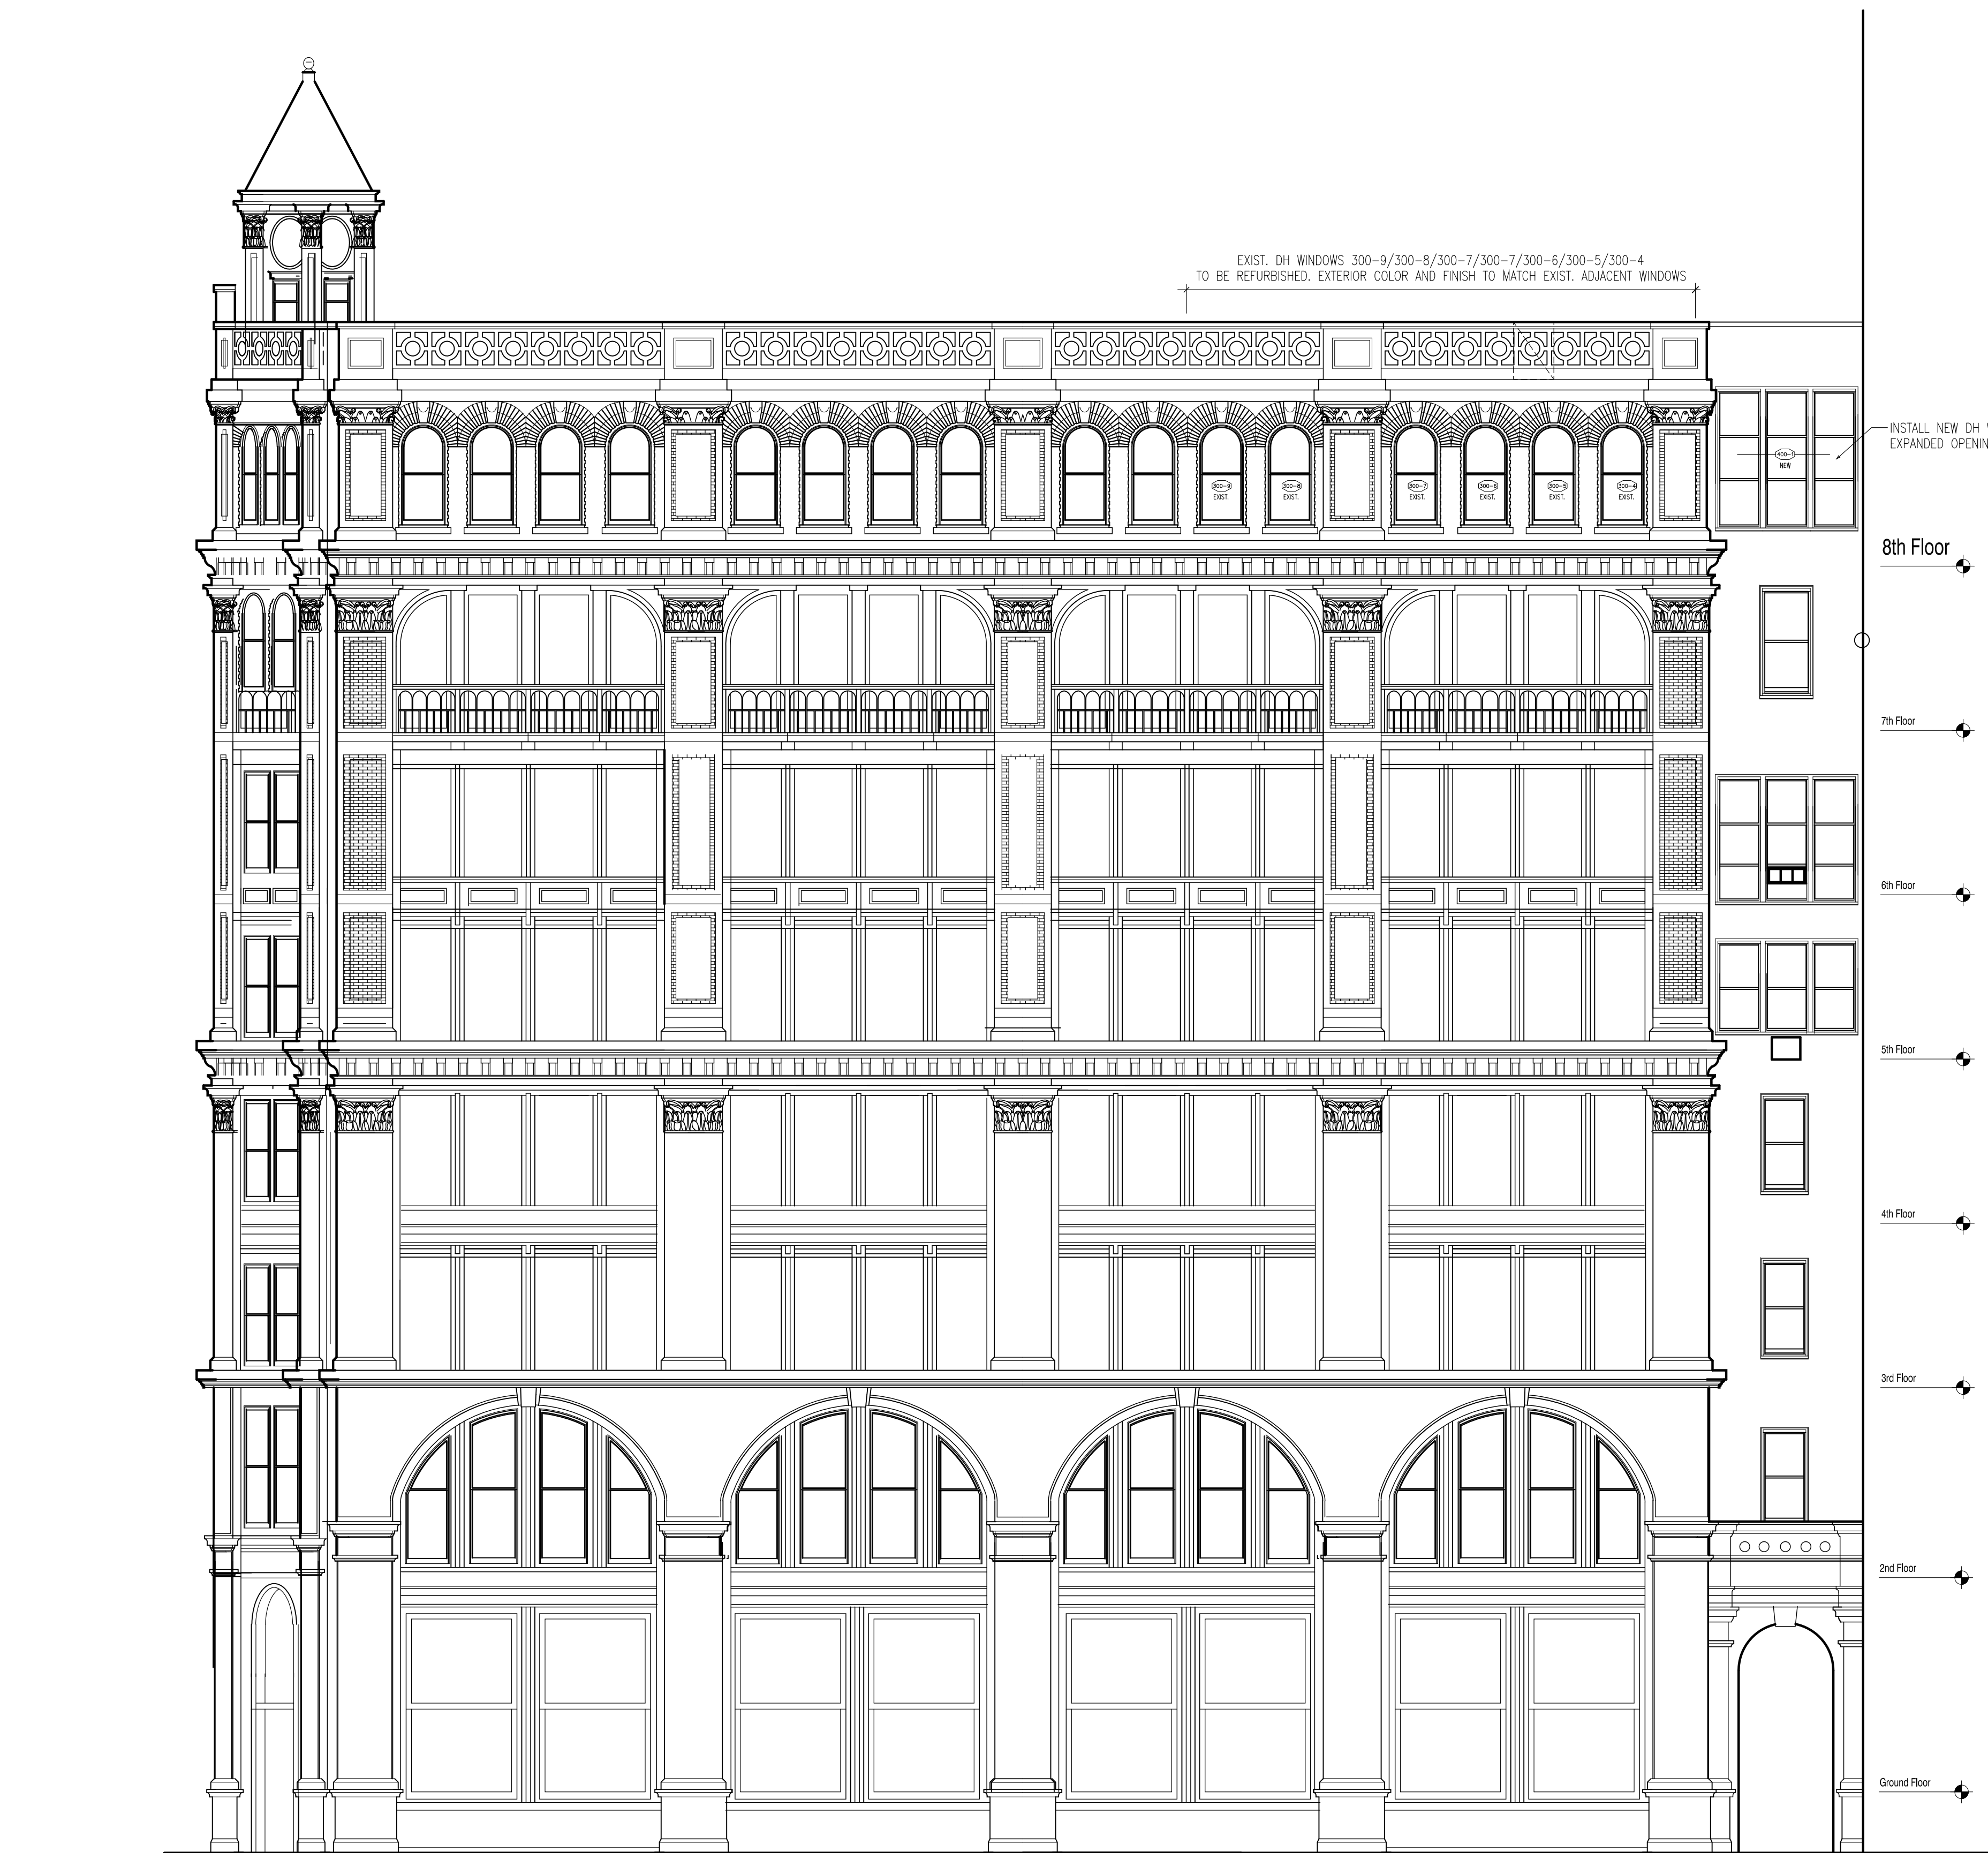 EXIST. DH WINDOWS 300-9/300-8/300-7/300-7/300-6/300-5/300-4
TO BE REFURBISHED. EXTERIOR COLOR AND FINISH TO MATCH EXIST. ADJACENT WINDOWS
INSTALL NEW DH
EXPANDED
400-1
NEW
300-9
EXIST.
300-8
EXIST.
300-7
EXIST.
300-6
EXIST.
300-5
EXIST.
300-4
EXIST.
8th Floor
7th Floor
6th Floor
5th Floor
4th Floor
3rd Floor
2nd Floor
Ground Floor